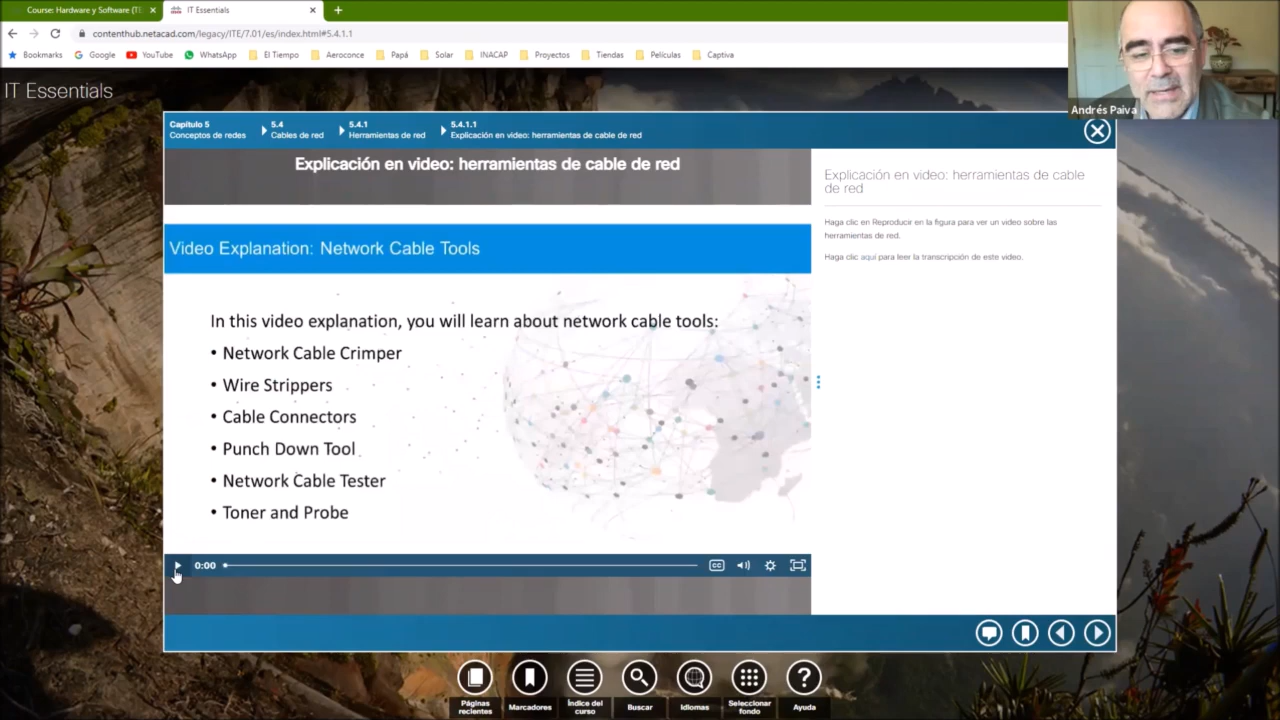 Course: Hardware y Software (TI
IT Essentials
contenthub.netacad.com/legacy/ITE/7.01/es/index.html#5.4.1.1
Bookmarks
Google
YouTube
WhatsApp
El Tiempo
Aeroconce
Papá
Solar
INACAP
Proyectos
Tiendas
Películas
Captiva
Andrés Paiva
IT Essentials
Capítulo 5
Conceptos de redes
5.4
Cables de red
5.4.1
Herramientas de red
5.4.1.1
Explicación en video: herramientas de cable de red
Explicación en video: herramientas de cable de red
Video Explanation: Network Cable Tools
In this video explanation, you will learn about network cable tools:
• Network Cable Crimper
• Wire Strippers
• Cable Connectors
• Punch Down Tool
• Network Cable Tester
• Toner and Probe
0:00
CC
Explicación en video: herramientas de cable
de red
Haga clic en Reproducir en la figura para ver un video sobre las
herramientas de red.
Haga clic aquí para leer la transcripción de este video.
Páginas
recientes
Marcadores
Índice del
curso
Buscar
Idiomas
Seleccionar
fondo
?
Ayuda